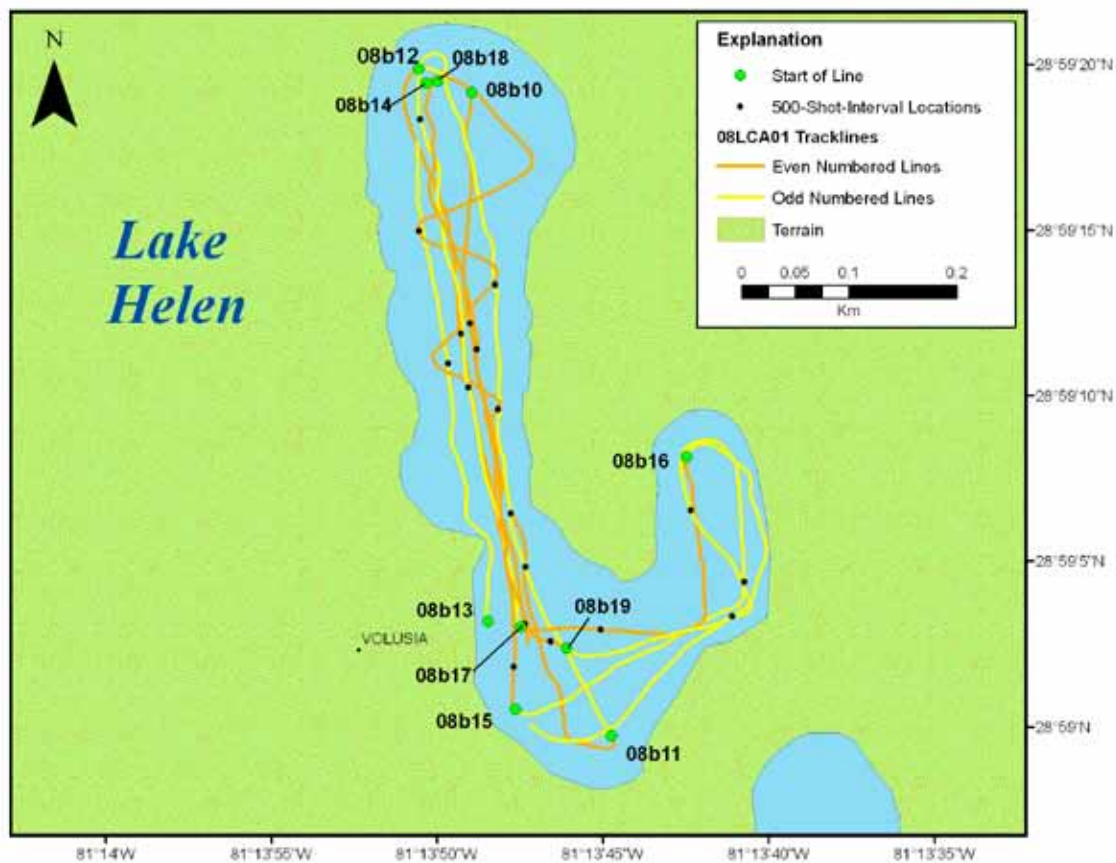 N
08b12
08b18
08b14
08b10
Explanation
Start of Line
500-Shot-Interval Locations
08LCA01 Tracklines
Even Numbered Lines
Odd Numbered Lines
Terrain
0 0.05 0.1 0.2
Km
Lake
Helen
28°59'20"N
28°59'15"N
28°59'10"N
28°59'5"N
28°59'N
08b16
08b13
08b19
VOLUSIA
08b17
08b15
08b11
81°14'W
81°13'55"W
81°13'50"W
81°13'45"W
81°13'40"W
81°13'35"W